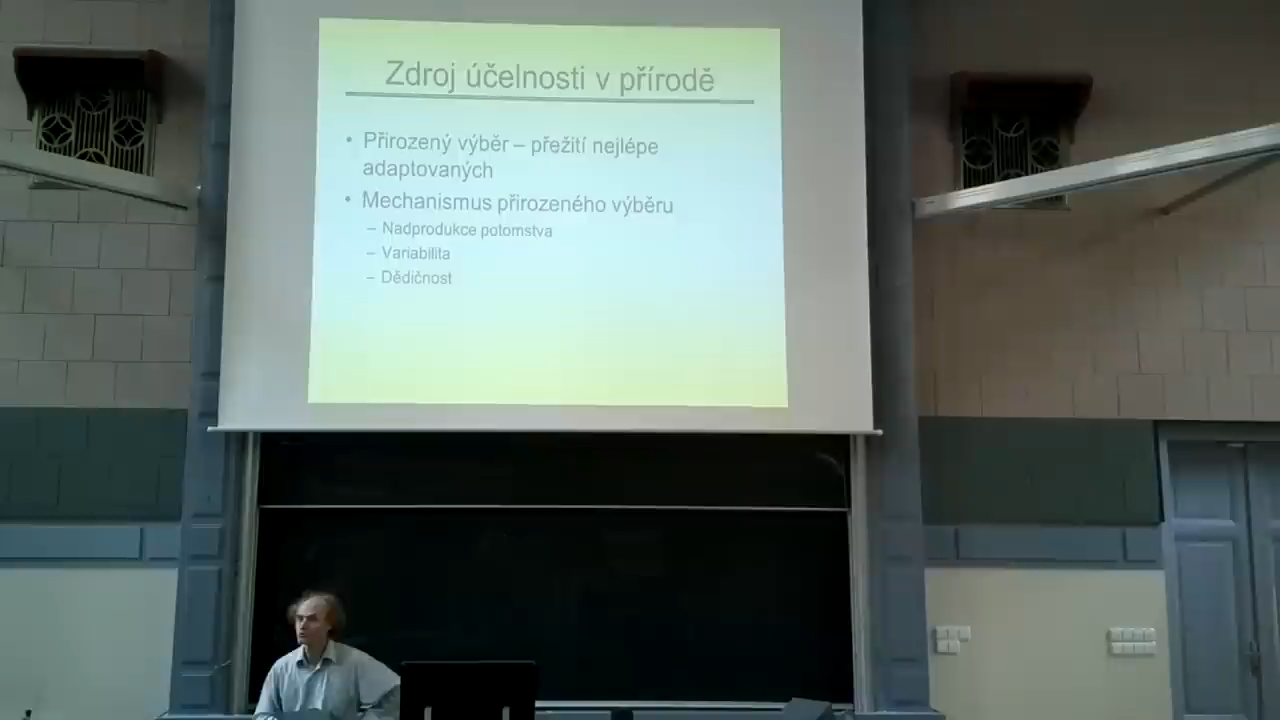 Zdroj účelnosti v přírodě
• Přirozený výběr – přežití nejlépe
adaptovaných
• Mechanismus přirozeného výběru
– Nadprodukce potomstva
– Variabilita
– Dědičnost